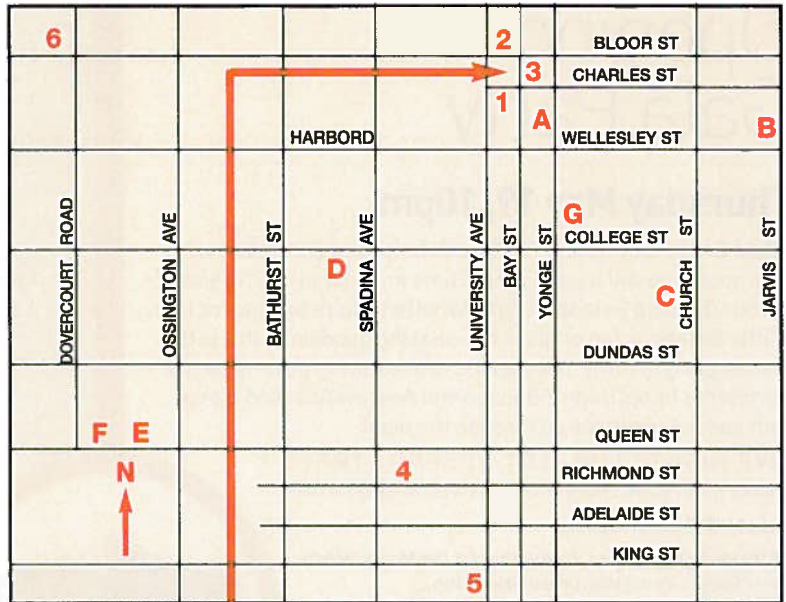 6
2
BLOOR ST
3
CHARLES ST
1
A
B
HARBORD
WELLESLEY ST
DOVERCOURT ROAD
OSSINGTON AVE
BATHURST ST
SPADINA AVE
UNIVERSITY AVE
BAY ST
YONGE ST
CHURCH ST
JARVIS ST
G
COLLEGE ST
D
C
DUNDAS ST
F E
QUEEN ST
N
4
RICHMOND ST
ADELAIDE ST
KING ST
5